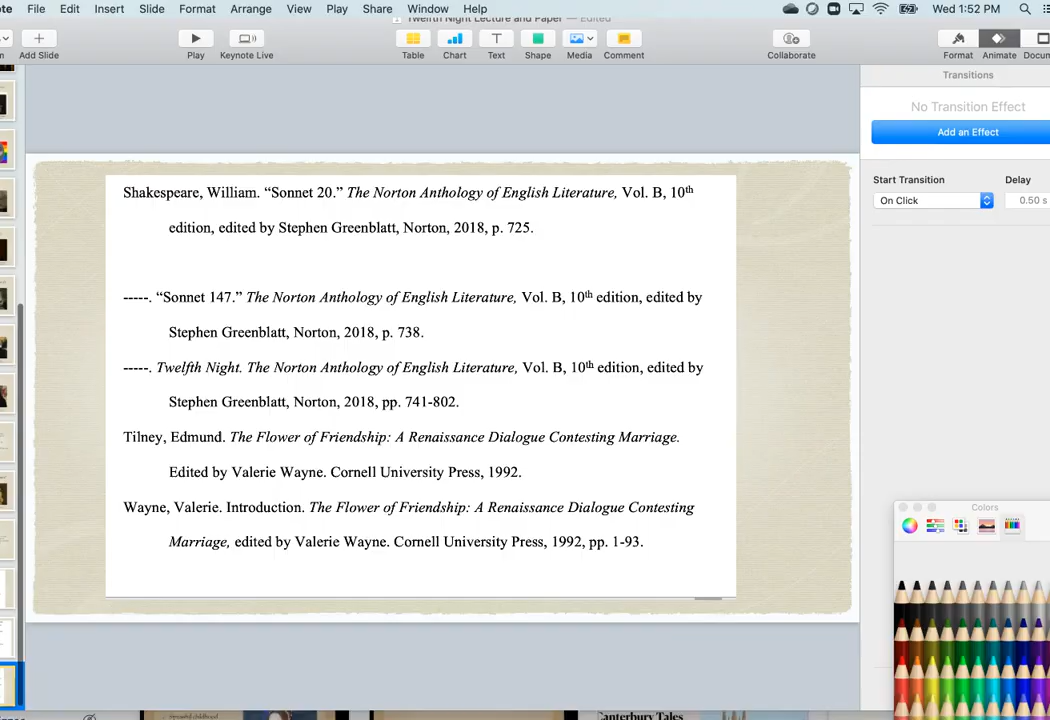 File Edit Insert Slide Format Arrange View Play Share Window Help Wed 1:52 PM
Twelfth Night Lecture and Paper — Edited
Add Slide Play Keynote Live Table Chart Text Shape Media Comment Collaborate Format Animate
Transitions
No Transition Effect
Add an Effect
Start Transition Delay
On Click 0.50 s
Shakespeare, William. “Sonnet 20.” The Norton Anthology of English Literature, Vol. B, 10th
edition, edited by Stephen Greenblatt, Norton, 2018, p. 725.
-----. “Sonnet 147.” The Norton Anthology of English Literature, Vol. B, 10th edition, edited by
Stephen Greenblatt, Norton, 2018, p. 738.
-----. Twelfth Night. The Norton Anthology of English Literature, Vol. B, 10th edition, edited by
Stephen Greenblatt, Norton, 2018, pp. 741-802.
Tilney, Edmund. The Flower of Friendship: A Renaissance Dialogue Contesting Marriage.
Edited by Valerie Wayne. Cornell University Press, 1992.
Wayne, Valerie. Introduction. The Flower of Friendship: A Renaissance Dialogue Contesting
Marriage, edited by Valerie Wayne. Cornell University Press, 1992, pp. 1-93.
Colors
Canterbury Tales